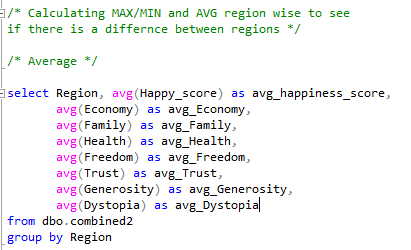 /* Calculating MAX/MIN and AVG region wise to see
if there is a differnce between regions */
/* Average */
select Region, avg(Happy_score) as avg_happiness_score,
avg(Economy) as avg_Economy,
avg(Family) as avg_Family,
avg(Health) as avg_Health,
avg(Freedom) as avg_Freedom,
avg(Trust) as avg_Trust,
avg(Generosity) as avg_Generosity,
avg(Dystopia) as avg_Dystopia
from dbo.combined2
group by Region